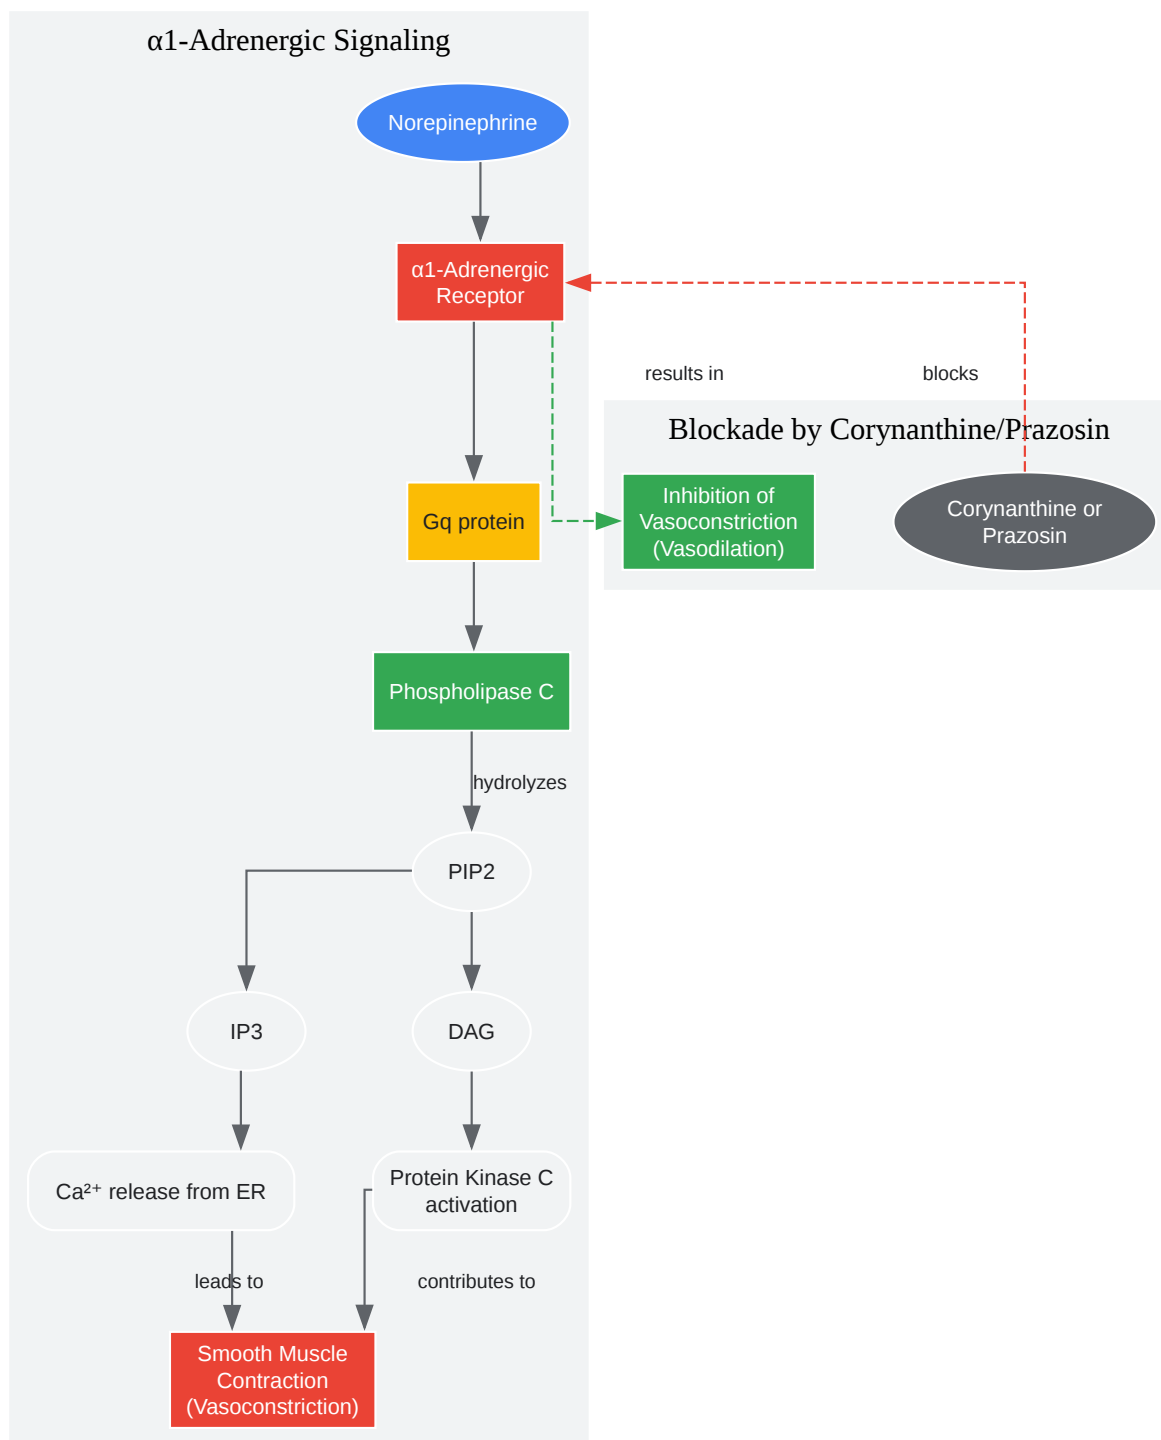 α1-Adrenergic Signaling
Norepinephrine
α1-Adrenergic
Receptor
results in
blocks
Blockade by Corynanthine/Prazosin
Gq protein
Inhibition of
Vasoconstriction
(Vasodilation)
Corynanthine or
Prazosin
Phospholipase C
hydrolyzes
PIP2
IP3
DAG
Ca²⁺ release from ER
Protein Kinase C
activation
leads to
contributes to
Smooth Muscle
Contraction
(Vasoconstriction)